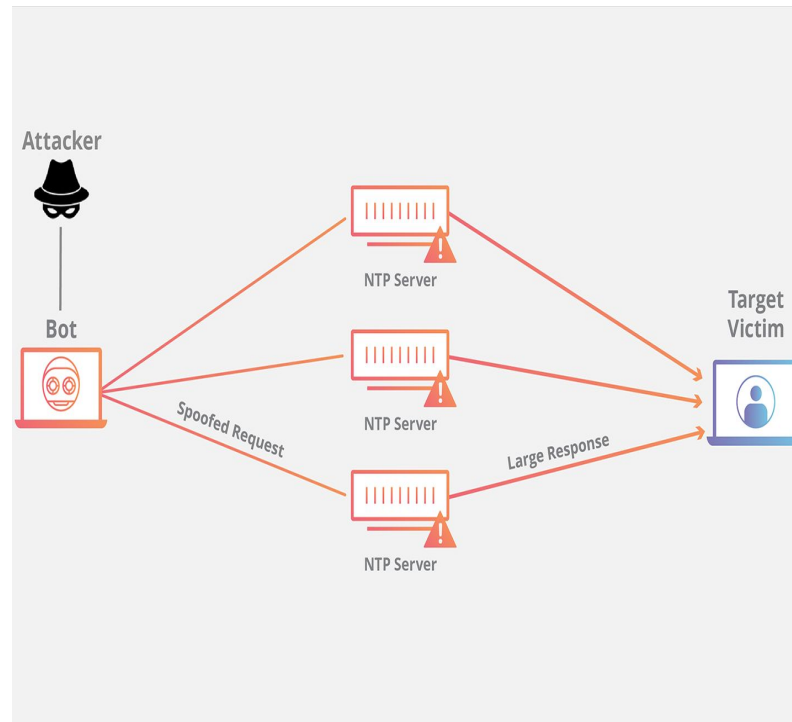 Attacker
Bot
NTP Server
NTP Server
NTP Server
Spoofed Request
Large Response
Target
Victim